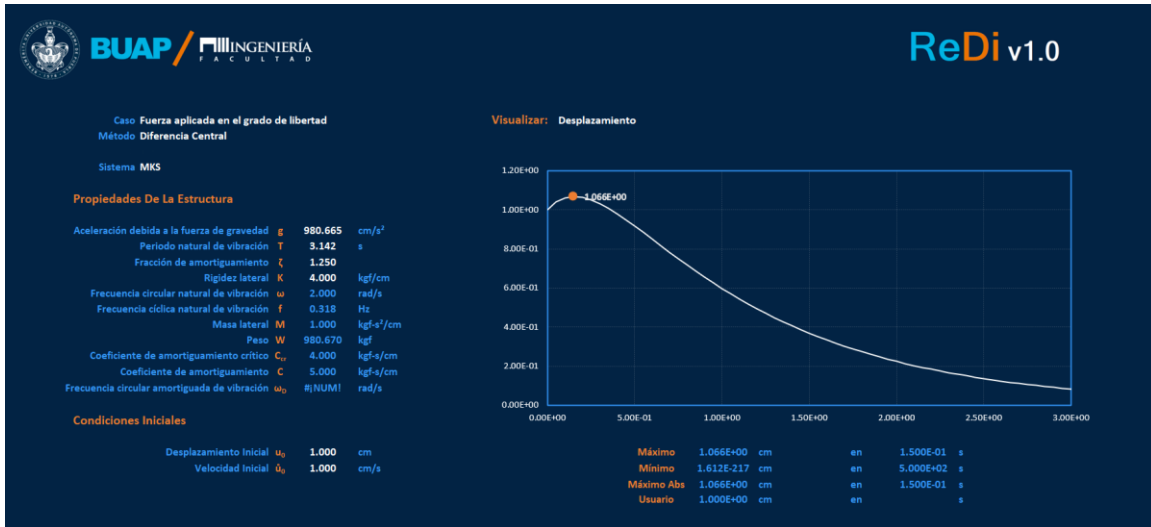 BUAP / INGENIERÍA
FACULTAD
ReDi v1.0
Caso Fuerza aplicada en el grado de libertad
Método Diferencia Central
Sistema MKS
Propiedades De La Estructura
Aceleración debida a la fuerza de gravedad g 980.665 cm/s²
Periodo natural de vibración T 3.142 s
Fracción de amortiguamiento ζ 1.250
Rigidez lateral K 4.000 kgf/cm
Frecuencia circular natural de vibración ω 2.000 rad/s
Frecuencia cíclica natural de vibración f 0.318 Hz
Masa lateral M 1.000 kgf-s²/cm
Peso W 980.670 kgf
Coeficiente de amortiguamiento crítico Ccr 4.000 kgf-s/cm
Coeficiente de amortiguamiento C 5.000 kgf-s/cm
Frecuencia circular amortiguada de vibración ωD #¡NUM! rad/s
Condiciones Iniciales
Desplazamiento Inicial u₀ 1.000 cm
Velocidad Inicial û₀ 1.000 cm/s
Visualizar: Desplazamiento
1.20E+00
1.00E+00
8.00E-01
6.00E-01
4.00E-01
2.00E-01
0.00E+00
1.066E+00
0.00E+00 5.00E-01 1.00E+00 1.50E+00 2.00E+00 2.50E+00 3.00E+00
Máximo 1.066E+00 cm en 1.500E-01 s
Mínimo 1.612E-217 cm en 5.000E+02 s
Máximo Abs 1.066E+00 cm en 1.500E-01 s
Usuario 1.000E+00 cm en s